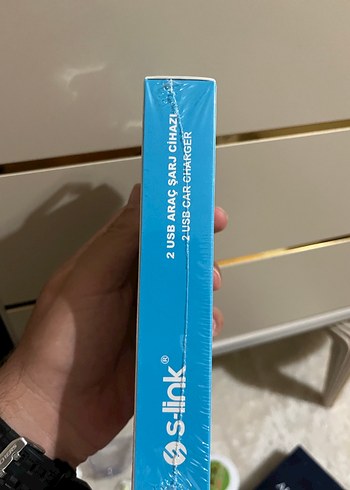 2 USB ARAÇ ŞARJ CİHAZI
2 USB CAR CHARGER
s-link®